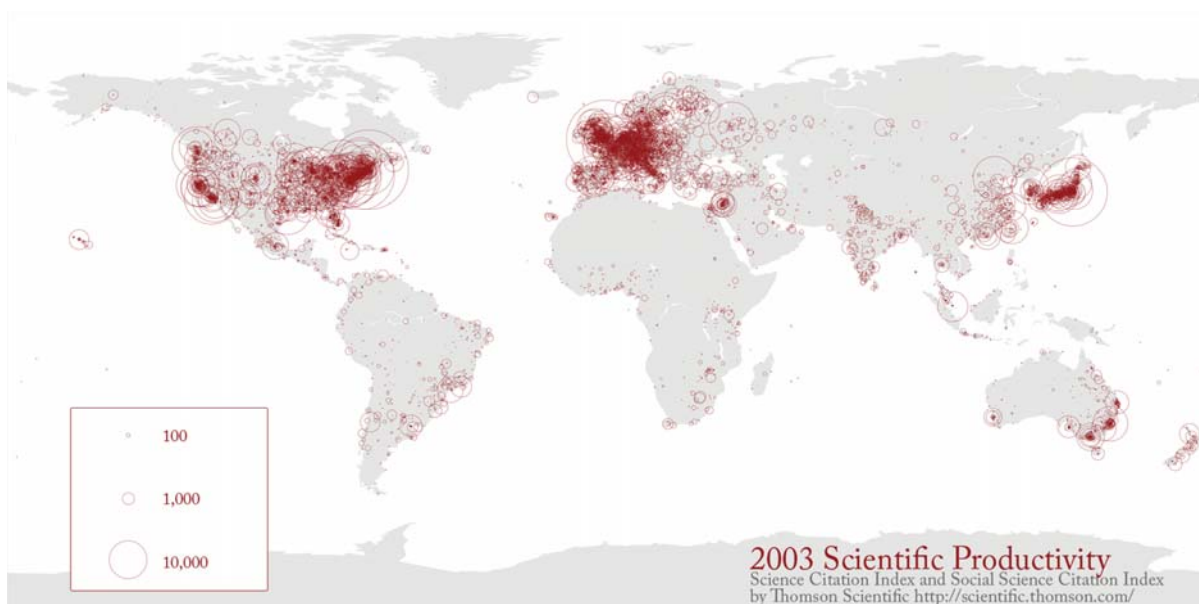 100
1,000
10,000
2003 Scientific Productivity
Science Citation Index and Social Science Citation Index
by Thomson Scientific http://scientific.thomson.com/